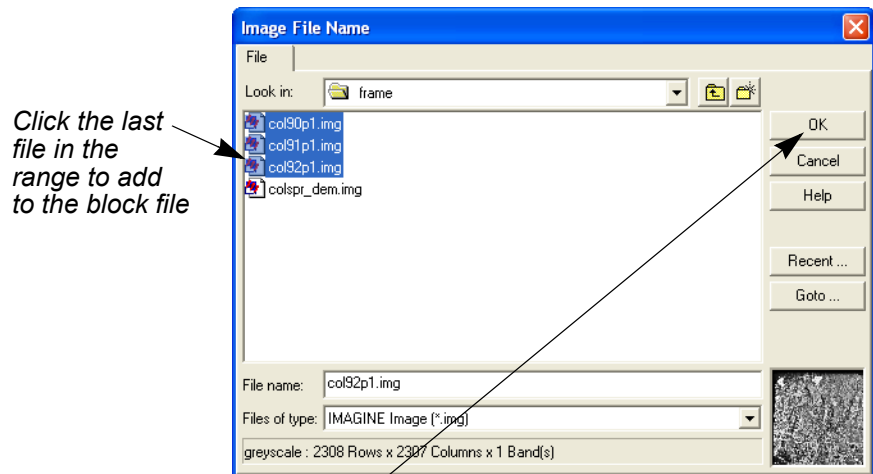 Image File Name
File
Look in: frame
Click the last
file in the
range to add
to the block file
col90p1.img
col91p1.img
col92p1.img
colspr_dem.img
OK
Cancel
Help
Recent ...
Goto ...
File name: col92p1.img
Files of type: IMAGINE Image (*.img)
greyscale : 2308 Rows x 2307 Columns x 1 Band(s)